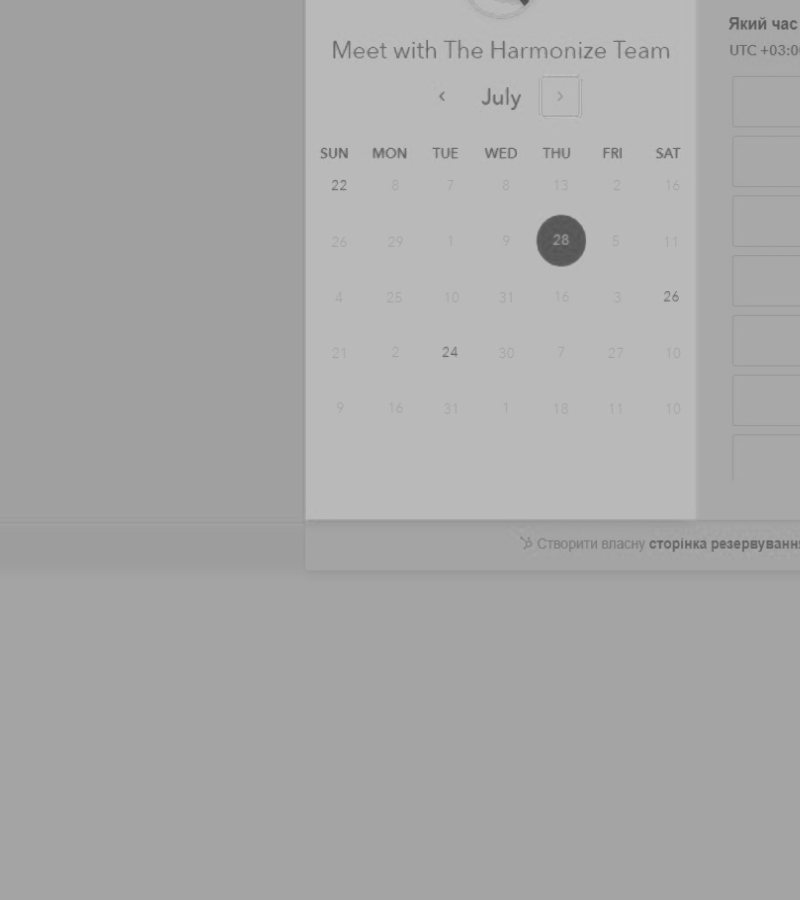 Meet with The Harmonize Team
‹ July ›
SUN MON TUE WED THU FRI SAT
22 8 7 8 13 2 16
26 29 1 9 28 5 11
4 25 10 31 16 3 26
21 2 24 30 7 27 10
9 16 31 1 18 11 10
Який час
UTC +03:0
Створити власну сторінка резервуванн